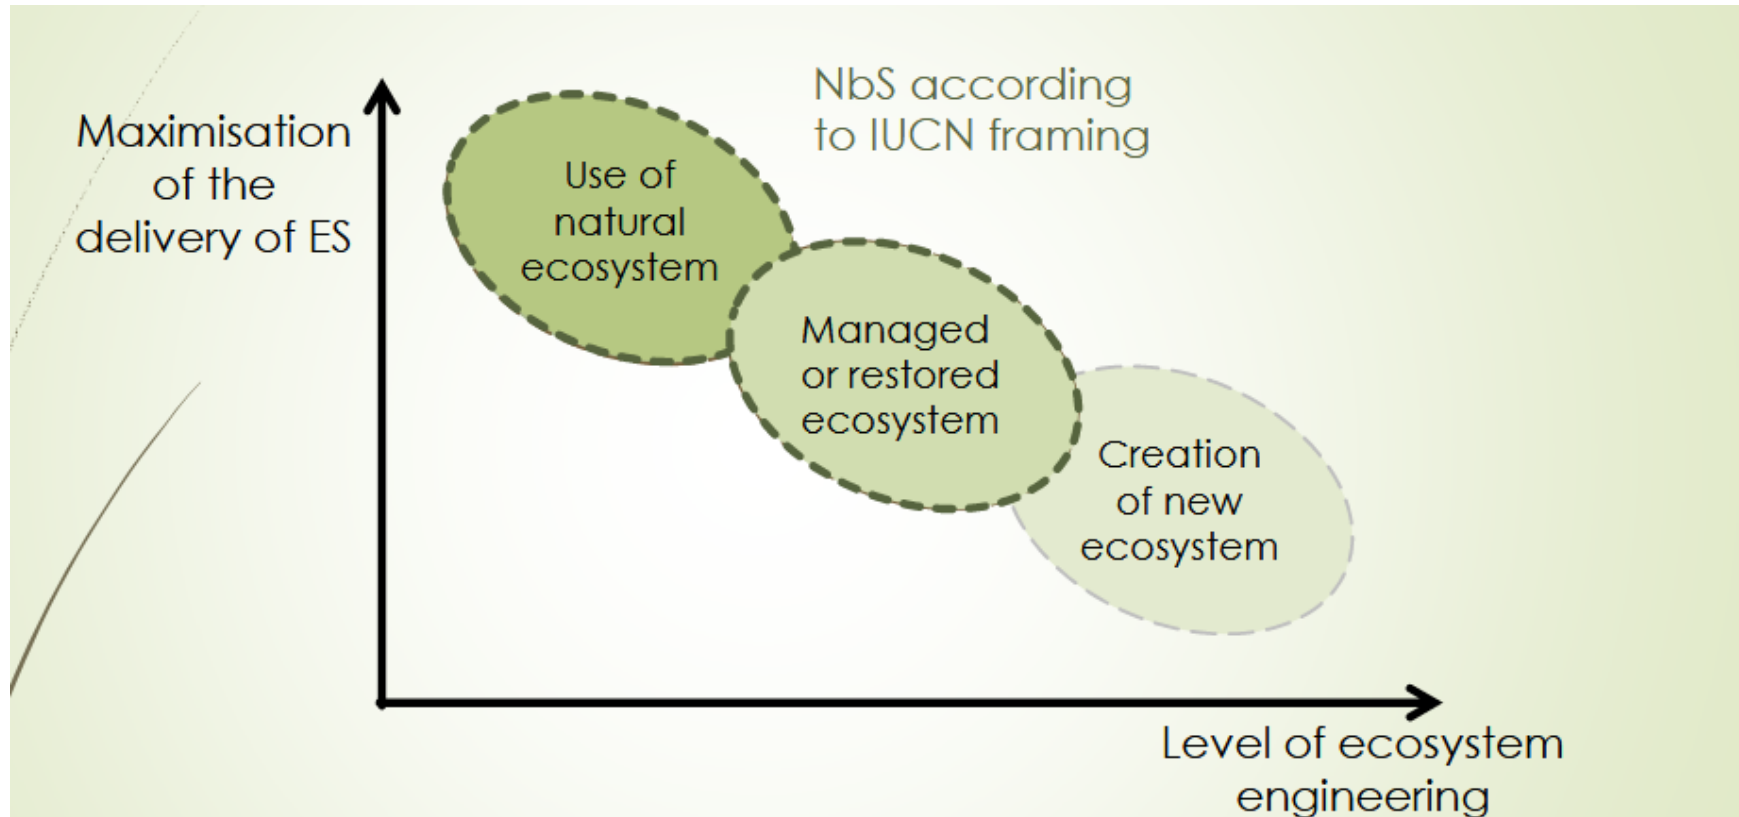 NbS according
to IUCN framing
Maximisation
of the
delivery of ES
Use of
natural
ecosystem
Managed
or restored
ecosystem
Creation
of new
ecosystem
Level of ecosystem
engineering